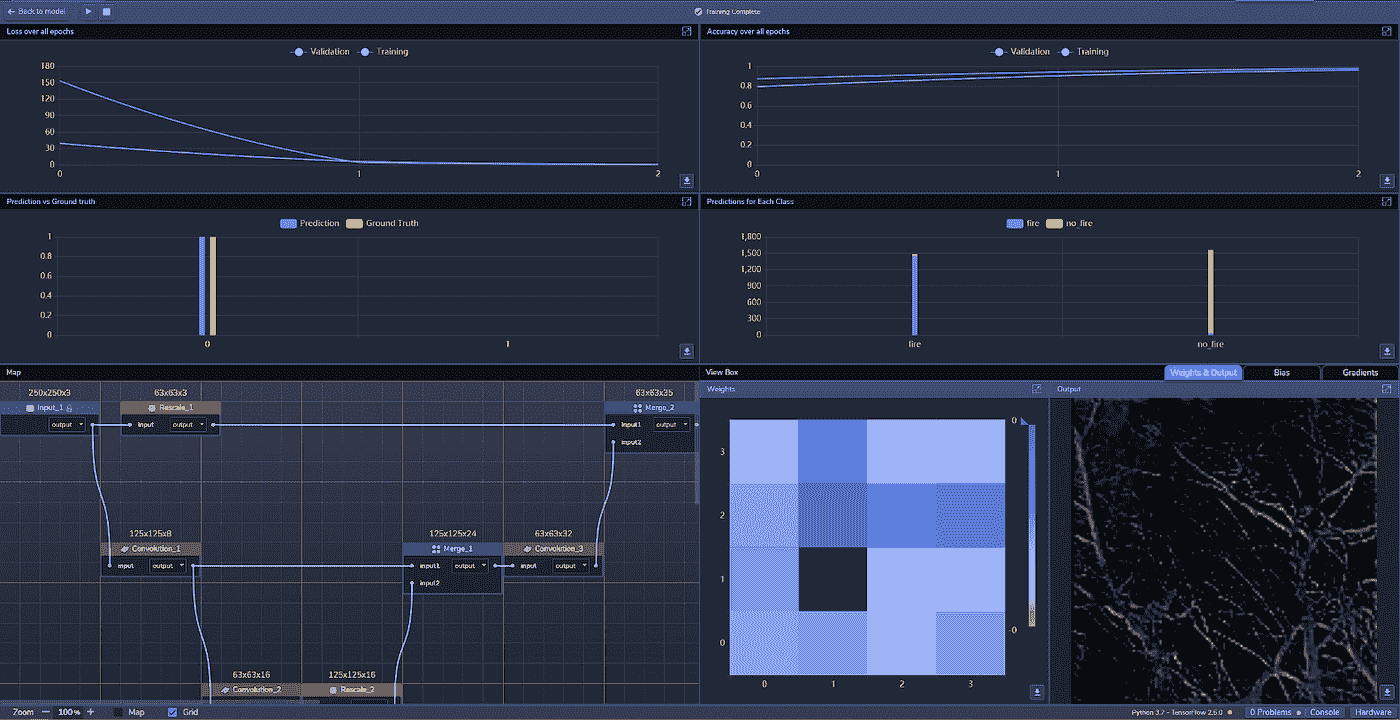 Back to model
Training Complete
Loss over all epochs
Validation Training
180
150
120
90
60
30
0
0 1 2
Accuracy over all epochs
Validation Training
1
0.8
0.6
0.4
0.2
0
0 1 2
Prediction vs Ground truth
Prediction Ground Truth
1
0.8
0.6
0.4
0.2
0
0 1
Predictions for Each Class
fire no_fire
1,800
1,500
1,200
900
600
300
0
fire no_fire
Map
250x250x3 63x63x3 63x63x35
Input_1 Rescale_1 Merge_2
output input output input1 output
input2
125x125x8 125x125x24 63x63x32
Convolution_1 Merge_1 Convolution_3
input output input1 output input output
input2
63x63x16 125x125x16
Convolution_2 Rescale_2
View Box Weights & Output Bias Gradients
Weights
3
2
1
0
0 1 2 3
0
-0
Output
Zoom 100% Map Grid
Python 3.7 - TensorFlow 2.5.0 0 Problems Console Hardware